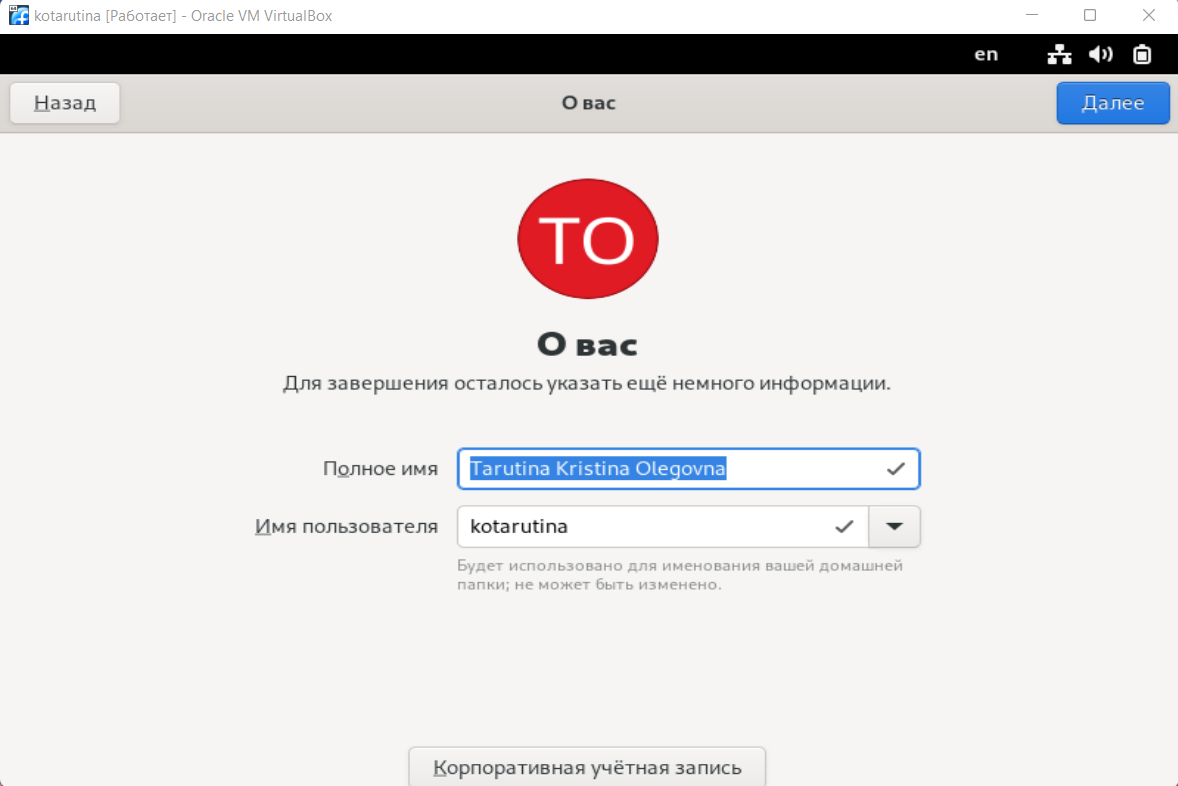 kotarutina [Работает] - Oracle VM VirtualBox
en
Назад
О вас
Далее
TO
О вас
Для завершения осталось указать ещё немного информации.
Полное имя
Tarutina Kristina Olegovna
Имя пользователя
kotarutina
Будет использовано для именования вашей домашней
папки; не может быть изменено.
Корпоративная учётная запись